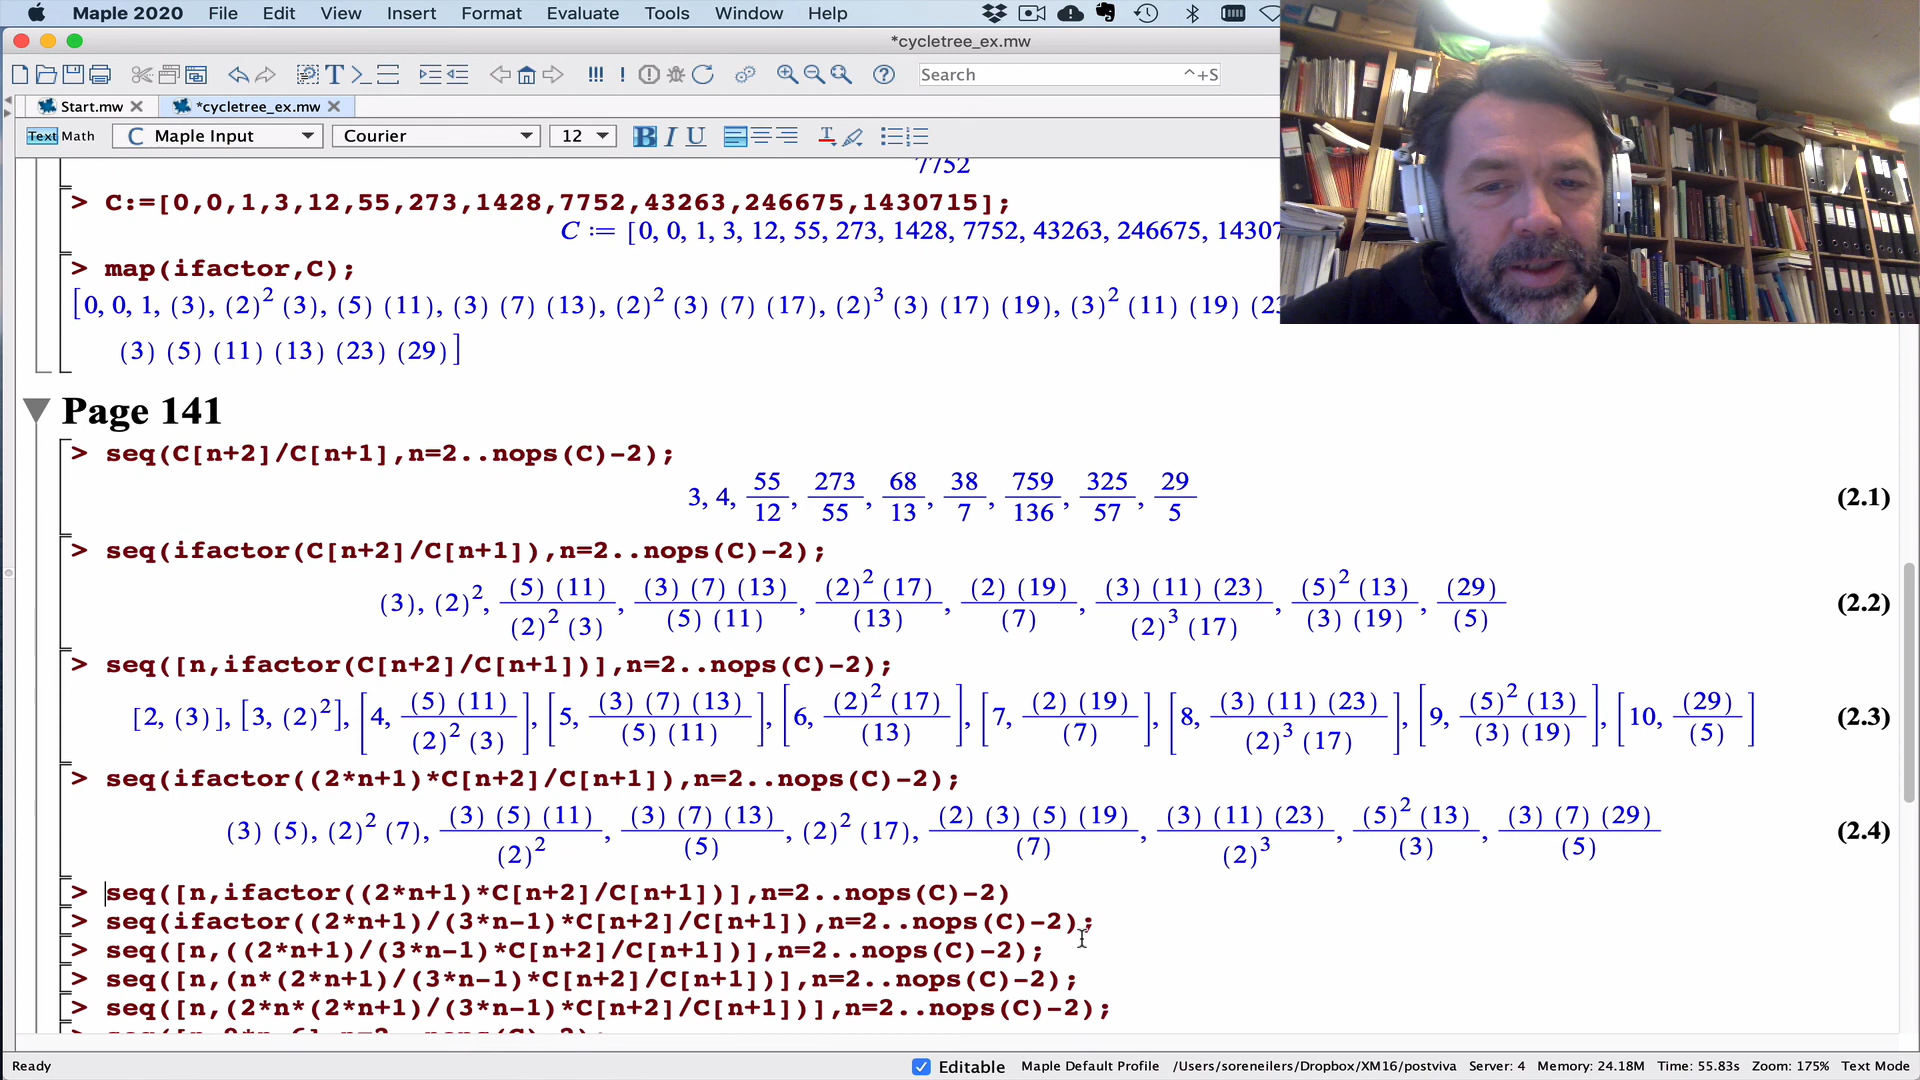 Maple 2020 File Edit View Insert Format Evaluate Tools Window Help
*cycletree_ex.mw
Search ^+S
Start.mw *cycletree_ex.mw
Text Math C Maple Input Courier 12 B I U
7752
> C:=[0,0,1,3,12,55,273,1428,7752,43263,246675,1430715];
C := [0, 0, 1, 3, 12, 55, 273, 1428, 7752, 43263, 246675, 14307
> map(ifactor,C);
[0, 0, 1, (3), (2)^2 (3), (5) (11), (3) (7) (13), (2)^2 (3) (7) (17), (2)^3 (3) (17) (19), (3)^2 (11) (19) (23
(3) (5) (11) (13) (23) (29)]
Page 141
> seq(C[n+2]/C[n+1],n=2..nops(C)-2);
3, 4, 55/12, 273/55, 68/13, 38/7, 759/136, 325/57, 29/5 (2.1)
> seq(ifactor(C[n+2]/C[n+1]),n=2..nops(C)-2);
(3), (2)^2, (5) (11)/(2)^2 (3), (3) (7) (13)/(5) (11), (2)^2 (17)/(13), (2) (19)/(7), (3) (11) (23)/(2)^3 (17), (5)^2 (13)/(3) (19), (29)/(5) (2.2)
> seq([n,ifactor(C[n+2]/C[n+1])],n=2..nops(C)-2);
[2, (3)], [3, (2)^2], [4, (5) (11)/(2)^2 (3)], [5, (3) (7) (13)/(5) (11)], [6, (2)^2 (17)/(13)], [7, (2) (19)/(7)], [8, (3) (11) (23)/(2)^3 (17)], [9, (5)^2 (13)/(3) (19)], [10, (29)/(5)] (2.3)
> seq(ifactor((2*n+1)*C[n+2]/C[n+1]),n=2..nops(C)-2);
(3) (5), (2)^2 (7), (3) (5) (11)/(2)^2, (3) (7) (13)/(5), (2)^2 (17), (2) (3) (5) (19)/(7), (3) (11) (23)/(2)^3, (5)^2 (13)/(3), (3) (7) (29)/(5) (2.4)
> seq([n,ifactor((2*n+1)*C[n+2]/C[n+1])],n=2..nops(C)-2)
> seq(ifactor((2*n+1)/(3*n-1)*C[n+2]/C[n+1]),n=2..nops(C)-2);
> seq([n,((2*n+1)/(3*n-1)*C[n+2]/C[n+1])],n=2..nops(C)-2);
> seq([n,(n*(2*n+1)/(3*n-1)*C[n+2]/C[n+1])],n=2..nops(C)-2);
> seq([n,(2*n*(2*n+1)/(3*n-1)*C[n+2]/C[n+1])],n=2..nops(C)-2);
Ready Editable Maple Default Profile /Users/soreneilers/Dropbox/XM16/postviva Server: 4 Memory: 24.18M Time: 55.83s Zoom: 175% Text Mode